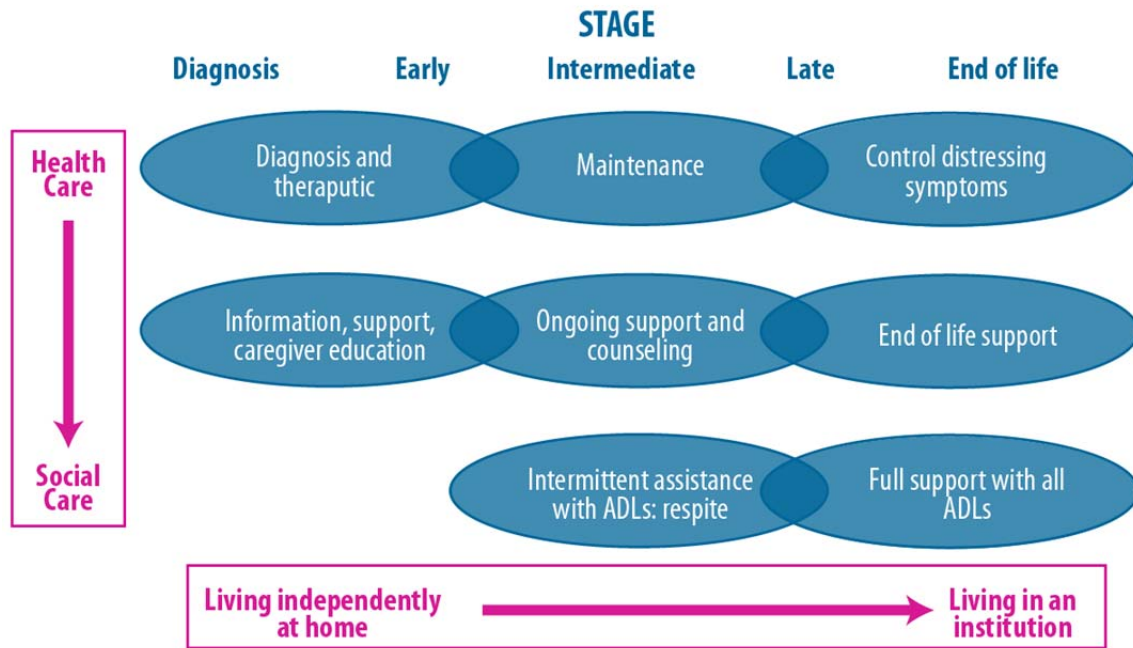 STAGE
Diagnosis Early Intermediate Late End of life
Health
Care
Diagnosis and
theraputic
Maintenance
Control distressing
symptoms
Information, support,
caregiver education
Ongoing support and
counseling
End of life support
Social
Care
Intermittent assistance
with ADLs: respite
Full support with all
ADLs
Living independently
at home
Living in an
institution